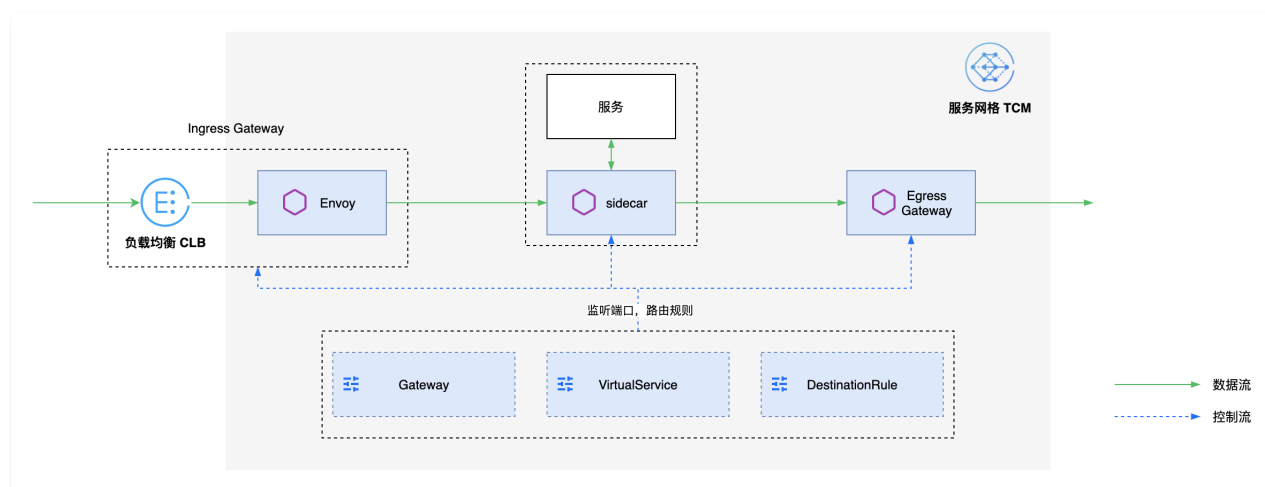 服务网格 TCM
服务
Ingress Gateway
Envoy
sidecar
Egress
Gateway
负载均衡 CLB
监听端口，路由规则
Gateway
VirtualService
DestinationRule
数据流
控制流